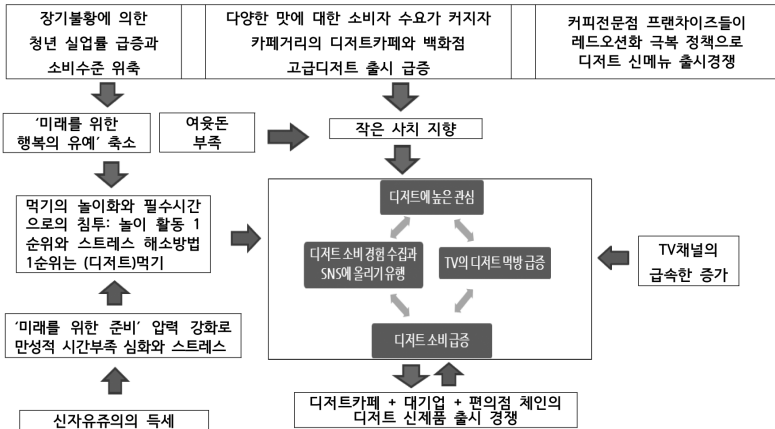 장기불황에 의한
청년 실업률 급증과
소비수준 위축
다양한 맛에 대한 소비자 수요가 커지자
카페거리의 디저트카페와 백화점
고급디저트 출시 급증
커피전문점 프랜차이즈들이
레드오션화 극복 정책으로
디저트 신메뉴 출시경쟁
‘미래를 위한
행복의 유예’ 축소
여윳돈
부족
작은 사치 지향
먹기의 놀이화와 필수시간
으로의 침투: 놀이 활동 1
순위와 스트레스 해소방법
1순위는 (디저트)먹기
디저트에 높은 관심
디저트 소비 경험 수집과
SNS에 올리기 유행
TV의 디저트 먹방 급증
디저트 소비 급증
TV채널의
급속한 증가
‘미래를 위한 준비’ 압력 강화로
만성적 시간부족 심화와 스트레스
신자유쥬의의 득세
디저트카페 + 대기업 + 편의점 체인의
디저트 신제품 출시 경쟁